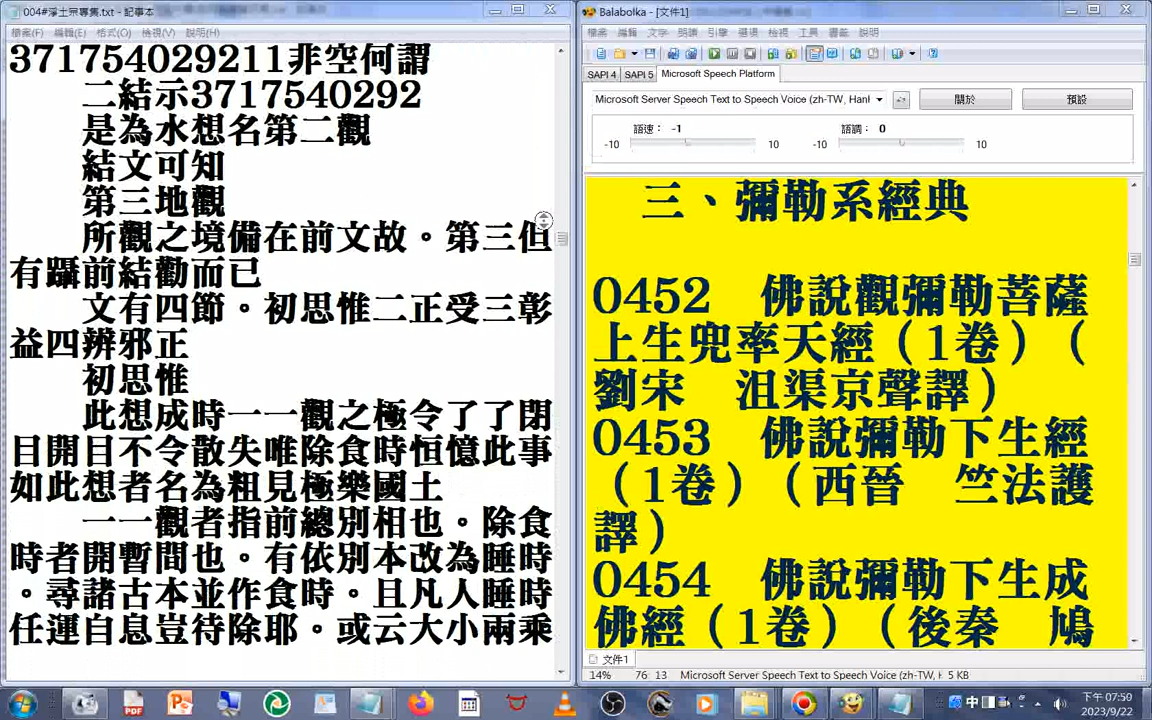 004#淨土宗專集.txt - 記事本
檔案(F) 編輯(E) 格式(O) 檢視(V) 說明(H)
371754029211非空何謂
二結示3717540292
是為水想名第二觀
結文可知
第三地觀
所觀之境備在前文故。第三但
有躡前結勸而已
文有四節。初思惟二正受三彰
益四辨邪正
初思惟
此想成時一一觀之極令了了閉
目開目不令散失唯除食時恒憶此事
如此想者名為粗見極樂國土
一一觀者指前總別相也。除食
時者開暫間也。有依別本改為睡時
。尋諸古本並作食時。且凡人睡時
任運自息豈待除耶。或云大小兩乘
Balabolka - [文件1]
檔案 編輯 文字 朗讀 引擎 選項 檢視 工具 書籤 說明
SAPI 4 SAPI 5 Microsoft Speech Platform
Microsoft Server Speech Text to Speech Voice (zh-TW, Hanl
關於 預設
語速： -1 語調： 0
-10 10 -10 10
三、彌勒系經典
0452　佛說觀彌勒菩薩
上生兜率天經（1卷）（
劉宋　沮渠京聲譯）
0453　佛說彌勒下生經
（1卷）（西晉　竺法護
譯）
0454　佛說彌勒下生成
佛經（1卷）（後秦　鳩
文件1
14% 76 13 Microsoft Server Speech Text to Speech Voice (zh-TW, H 5 KB
中
下午 07:50
2023/9/22